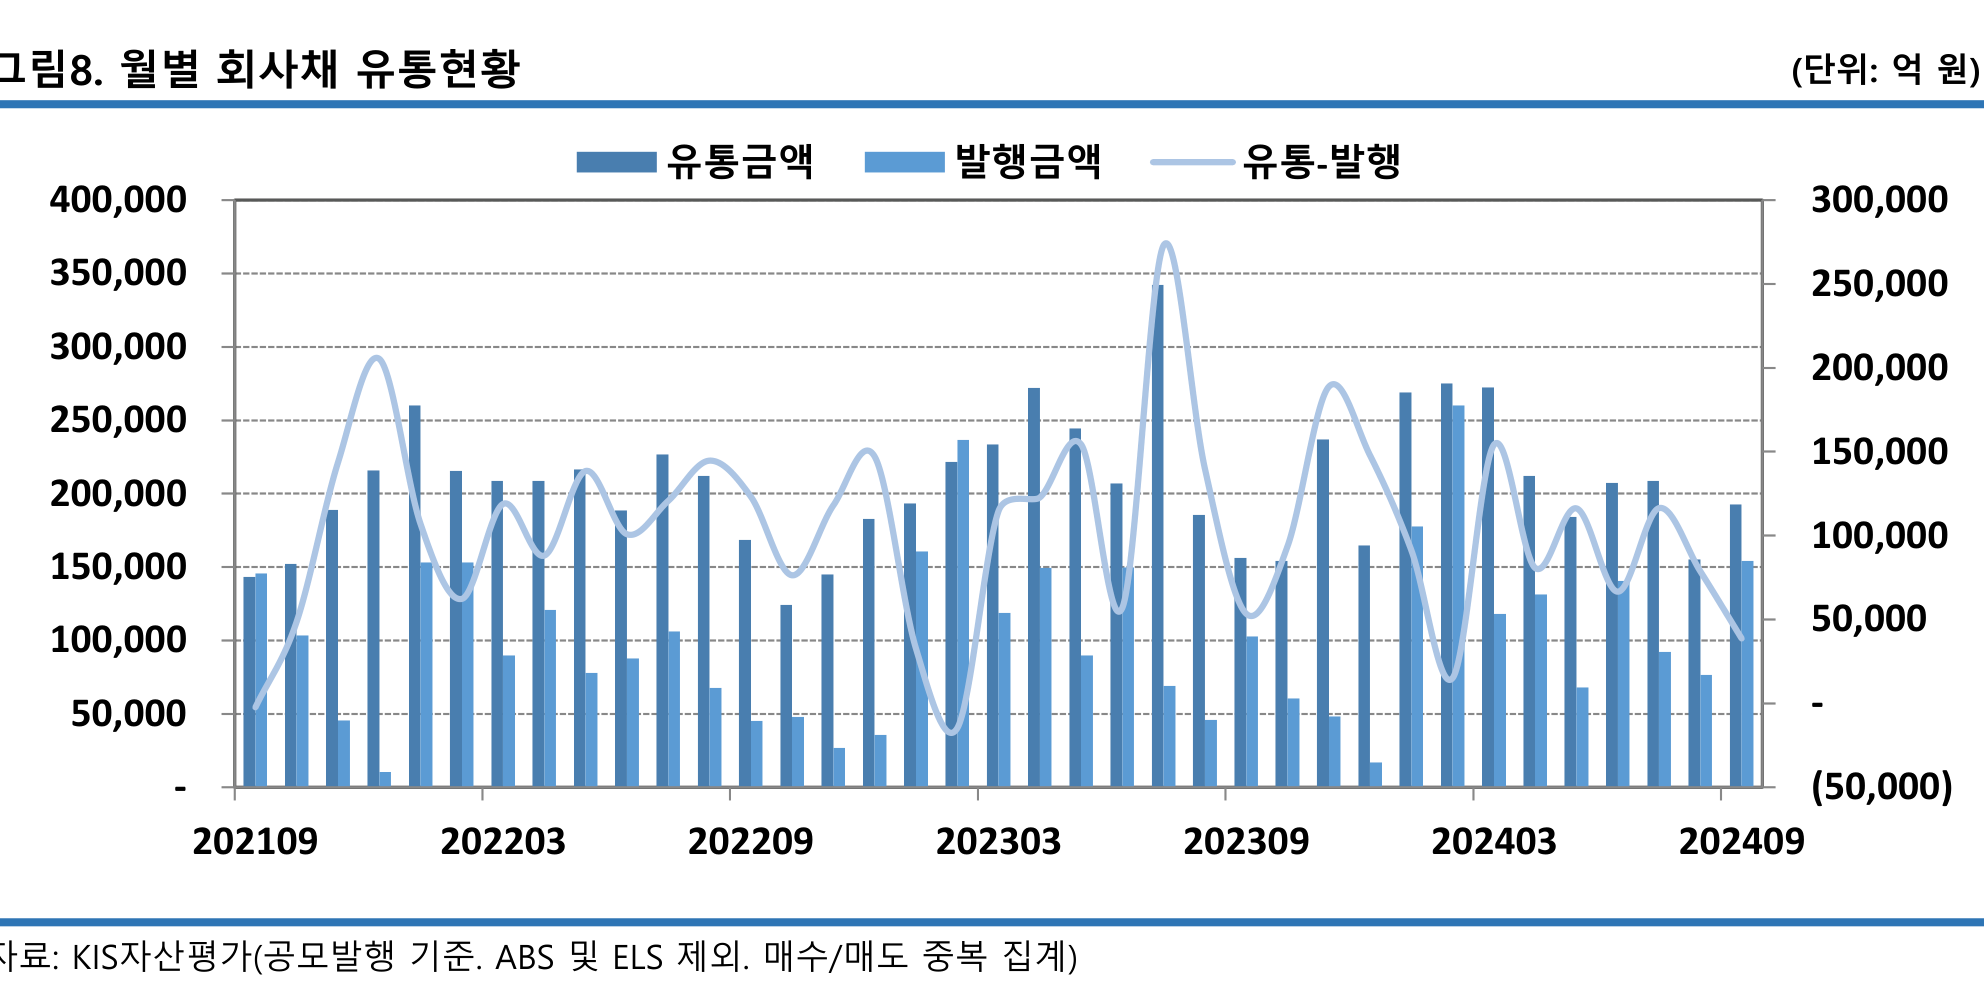 그림8. 월별 회사채 유통현황 (단위: 억 원)
유통금액 발행금액 유통-발행
400,000 300,000
350,000 250,000
300,000 200,000
250,000 150,000
200,000 100,000
150,000 50,000
100,000 -
50,000 (50,000)
-
202109 202203 202209 202303 202309 202403 202409
자료: KIS자산평가(공모발행 기준. ABS 및 ELS 제외. 매수/매도 중복 집계)